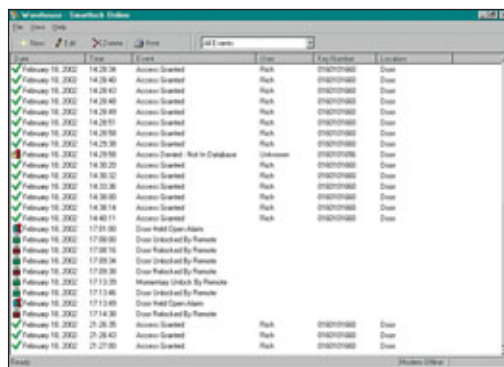 Warehouse - Smartlock Online
File View Help
New Edit Delete Print All Events
Date Time Event User Key Number Location
February 18, 2002 Access Granted Rich Door
February 18, 2002 14:28:40 Access Granted Rich Door
February 18, 2002 14:28:43 Access Granted Rich Door
February 18, 2002 14:28:48 Access Granted Rich Door
February 18, 2002 14:28:49 Access Granted Rich Door
February 18, 2002 14:28:51 Access Granted Rich Door
February 18, 2002 14:28:58 Access Granted Rich Door
February 18, 2002 14:29:38 Access Granted Rich Door
February 18, 2002 14:29:58 Access Denied - Not In Database Unknown Door
February 18, 2002 14:30:20 Access Granted Rich Door
February 18, 2002 14:30:32 Access Granted Rich Door
February 18, 2002 14:33:36 Access Granted Rich Door
February 18, 2002 Access Granted Rich Door
February 18, 2002 14:38:14 Access Granted Rich Door
February 18, 2002 14:40:11 Access Granted Rich Door
February 18, 2002 17:01:00 Door Held Open Alarm
February 18, 2002 17:08:00 Door Unlocked By Remote
February 18, 2002 17:08:16 Door Relocked By Remote
February 18, 2002 17:09:34 Door Unlocked By Remote
February 18, 2002 17:09:38 Door Relocked By Remote
February 18, 2002 17:13:39 Momentary Unlock By Remote
February 18, 2002 17:13:46 Door Unlocked By Remote
February 18, 2002 17:13:49 Door Held Open Alarm
February 18, 2002 17:14:38 Door Relocked By Remote
February 18, 2002 21:26:35 Access Granted Rich Door
February 18, 2002 21:26:43 Access Granted Rich Door
February 18, 2002 21:27:00 Access Granted Rich Door
Ready Modem Offline